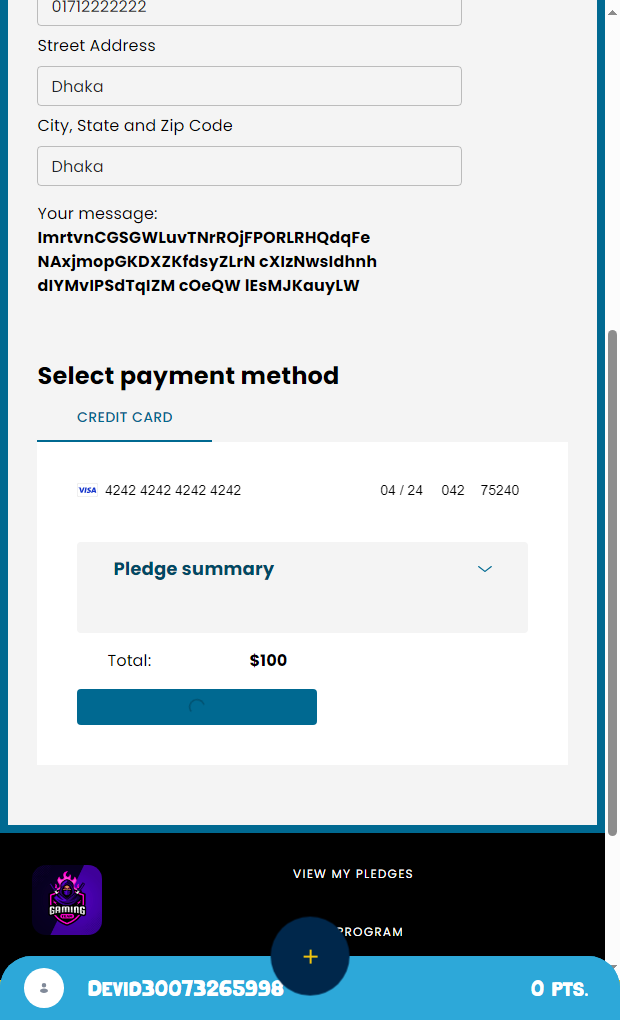 01712222222
Street Address
Dhaka
City, State and Zip Code
Dhaka
Your message:
ImrtvnCGSGWLuvTNrROjFPORLRHQdqFe
NAxjmopGKDXZKfdsyZLrN cXIzNwsIdhnh
dIYMvIPSdTqIZM cOeQW lEsMJKauyLW
Select payment method
CREDIT CARD
VISA 4242 4242 4242 4242 04 / 24 042 75240
Pledge summary
Total: $100
VIEW MY PLEDGES
GAMING
PROGRAM
+
Devid30073265998 0 PTS.